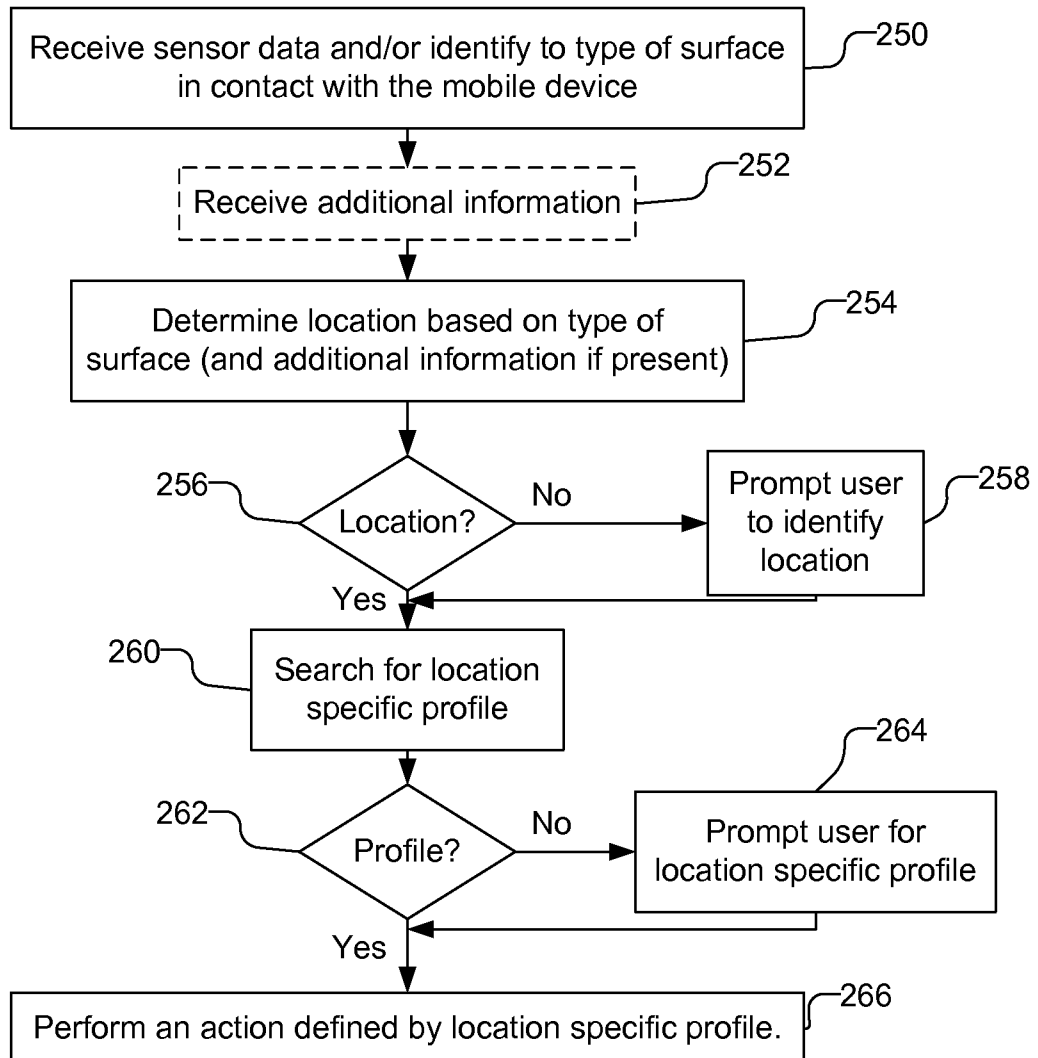 Receive sensor data and/or identify to type of surface
in contact with the mobile device
250
252
Receive additional information
254
Determine location based on type of
surface (and additional information if present)
256
Location?
No
Prompt user
to identify
location
258
Yes
260
Search for location
specific profile
264
262
Profile?
No
Prompt user for
location specific profile
Yes
266
Perform an action defined by location specific profile.